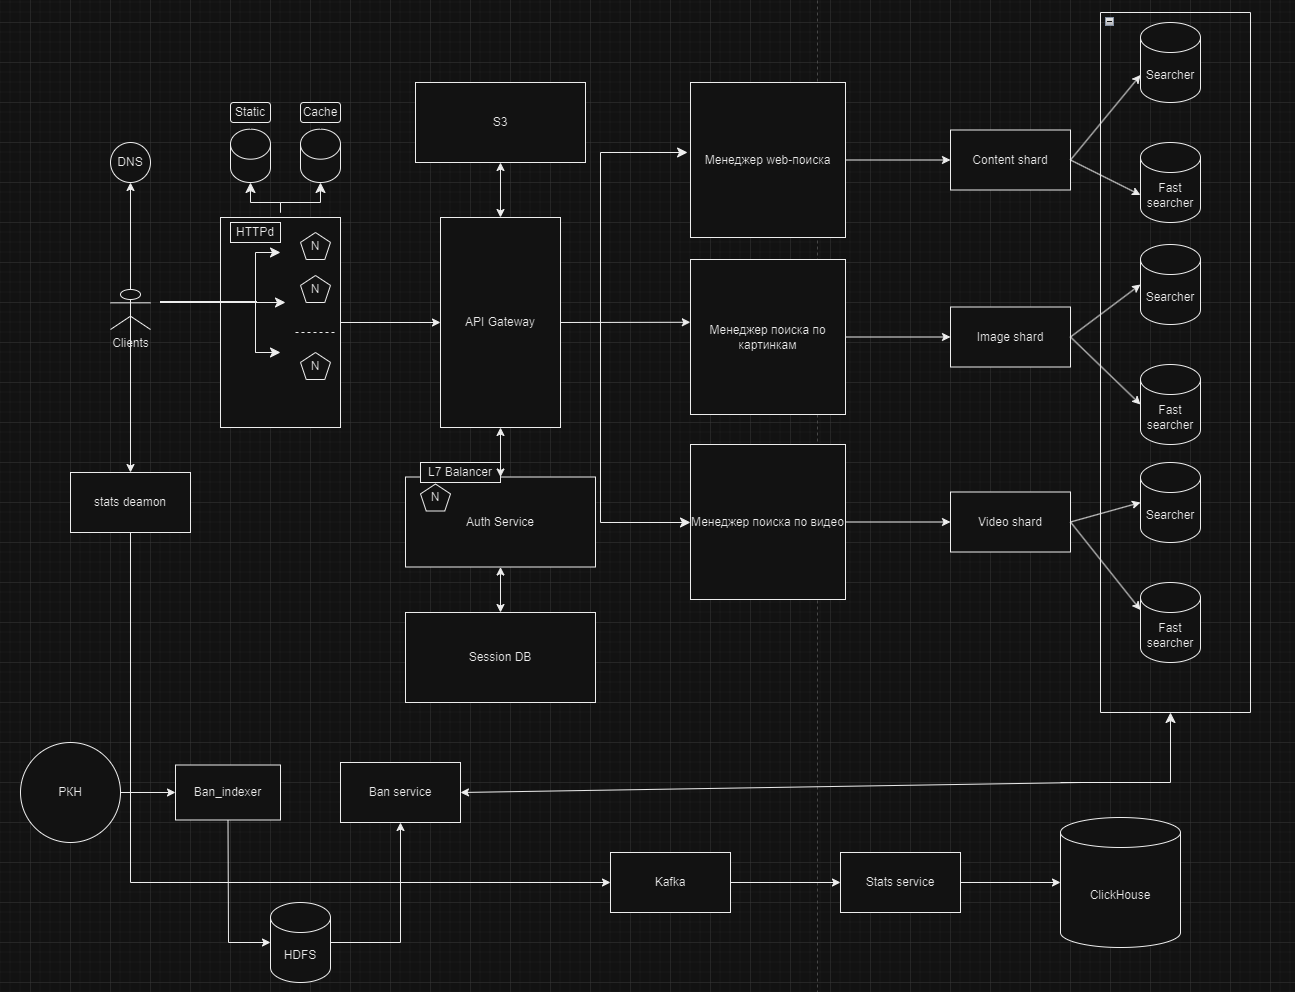 Searcher
Static
Cache
S3
DNS
Менеджер web-поиска
Content shard
Fast
searcher
HTTPd
N
N
N
API Gateway
Менеджер поиска по
картинкам
Image shard
Searcher
Clients
Fast
searcher
stats deamon
L7 Balancer
N
Auth Service
Менеджер поиска по видео
Video shard
Searcher
Fast
searcher
Session DB
РКН
Ban_indexer
Ban service
Kafka
Stats service
ClickHouse
HDFS